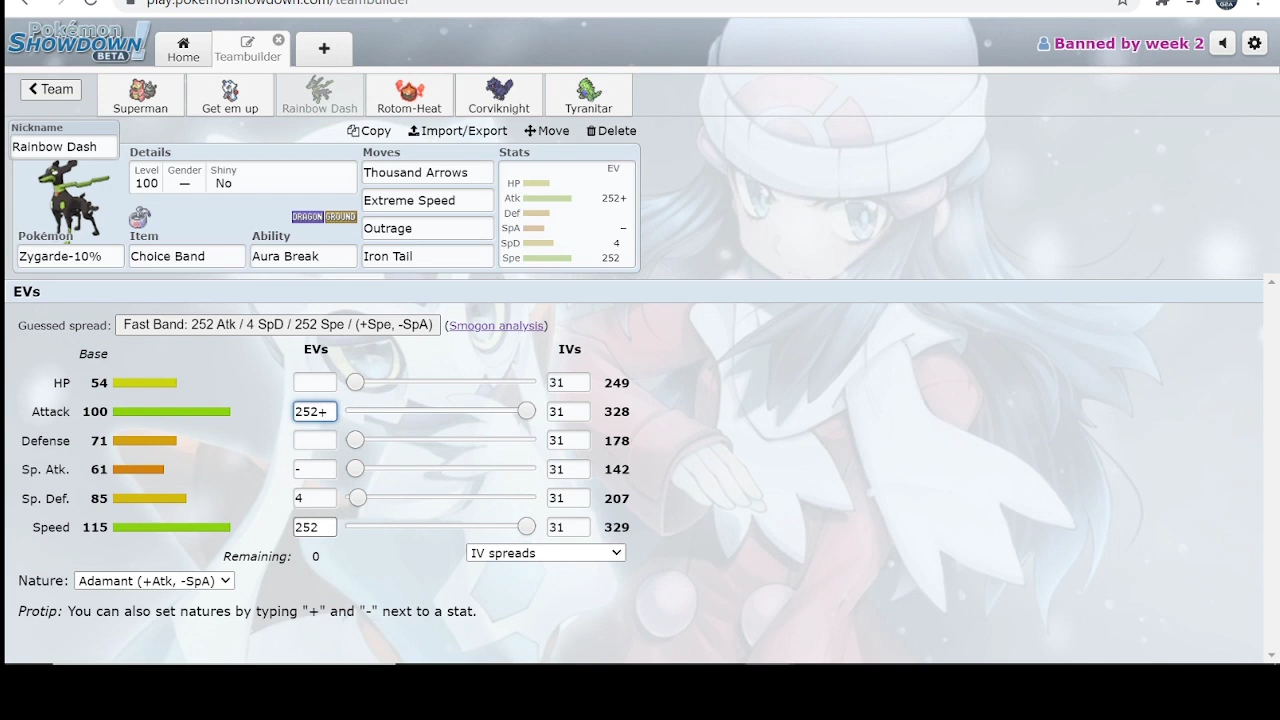 play.pokemonshowdown.com/teambuilder
Pokémon
SHOWDOWN!
BETA
Home
Teambuilder
+
Banned by week 2
Team
Superman
Get em up
Rainbow Dash
Rotom-Heat
Corviknight
Tyranitar
Copy
Import/Export
Move
Delete
Nickname
Rainbow Dash
Details
Level Gender Shiny
100 — No
DRAGON GROUND
Pokémon
Zygarde-10%
Item
Choice Band
Ability
Aura Break
Moves
Thousand Arrows
Extreme Speed
Outrage
Iron Tail
Stats
EV
HP
Atk 252+
Def
SpA –
SpD 4
Spe 252
EVs
Guessed spread: Fast Band: 252 Atk / 4 SpD / 252 Spe / (+Spe, -SpA) (Smogon analysis)
Base EVs IVs
HP 54 31 249
Attack 100 252+ 31 328
Defense 71 31 178
Sp. Atk. 61 - 31 142
Sp. Def. 85 4 31 207
Speed 115 252 31 329
Remaining: 0 IV spreads
Nature: Adamant (+Atk, -SpA)
Protip: You can also set natures by typing "+" and "-" next to a stat.